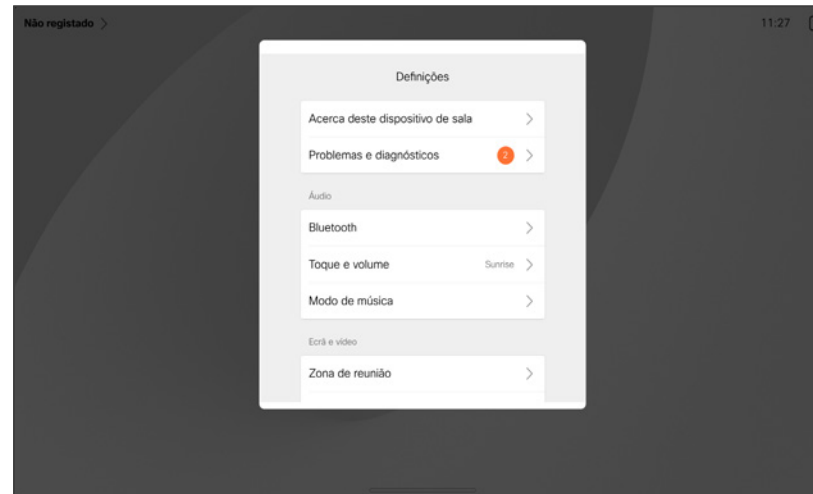 Não registado
11:27
Definições
Acerca deste dispositivo de sala
Problemas e diagnósticos 2
Áudio
Bluetooth
Toque e volume Sunrise
Modo de música
Ecrã e vídeo
Zona de reunião